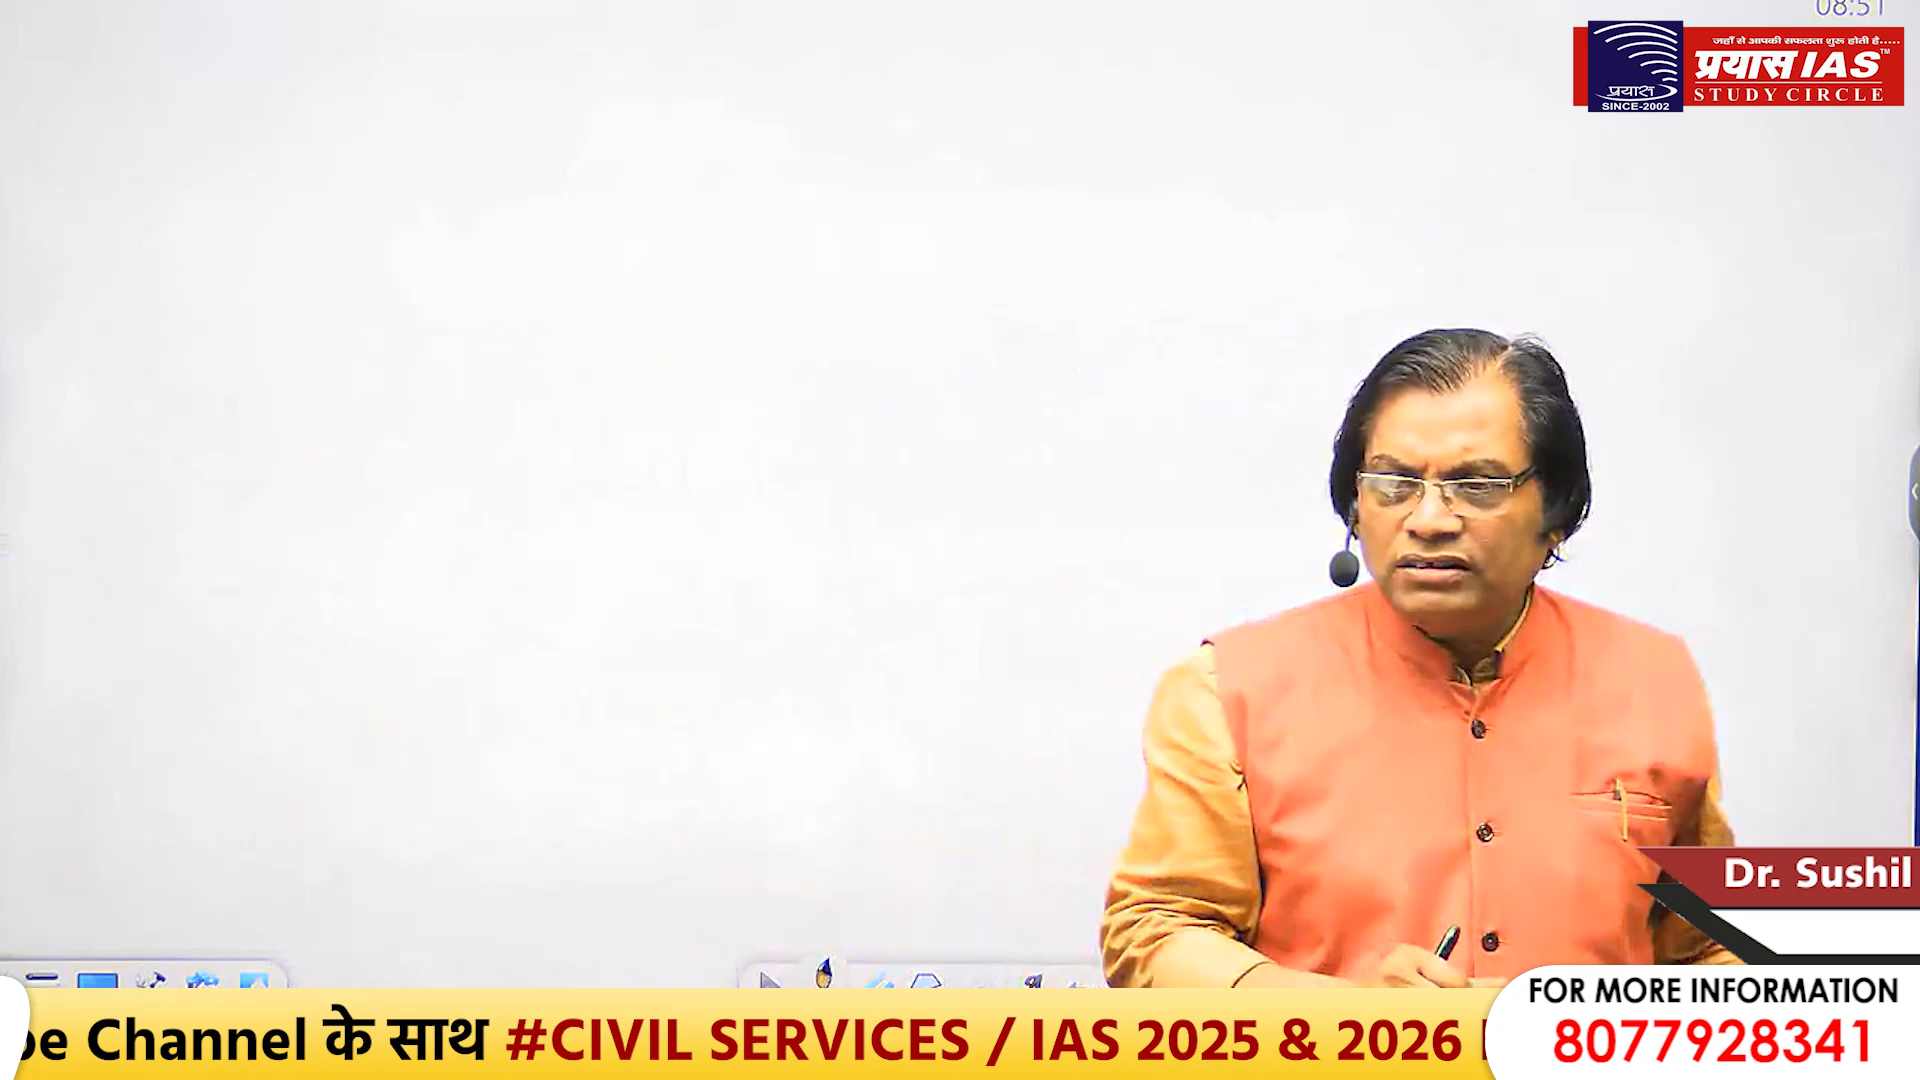 08:51
जहाँ से आपकी सफलता शुरू होती है.....
प्रयास IAS™
STUDY CIRCLE
प्रयास
SINCE-2002
Dr. Sushil
FOR MORE INFORMATION
8077928341
be Channel के साथ #CIVIL SERVICES / IAS 2025 & 2026